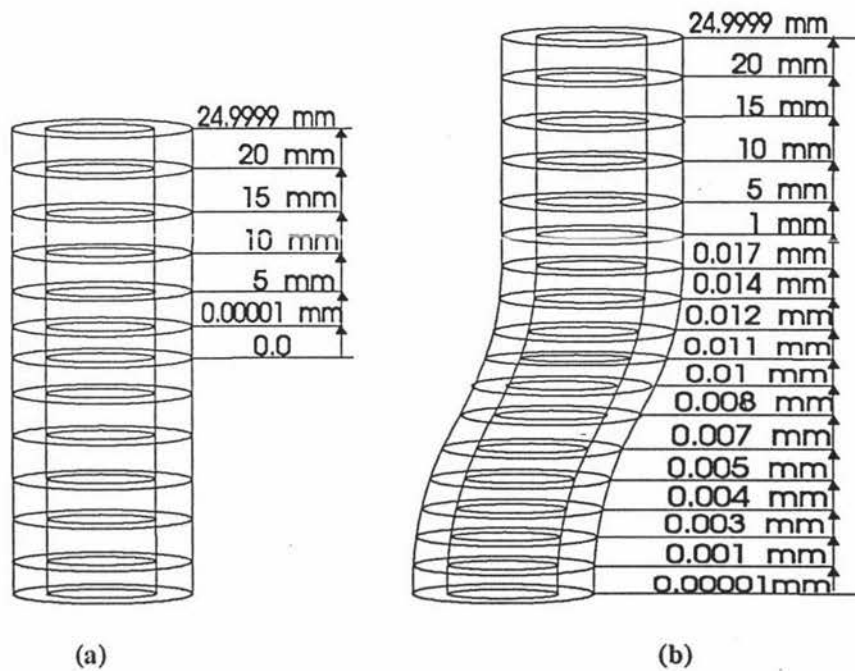 24.9999 mm
20 mm
15 mm
10 mm
5 mm
0.00001 mm
0.0
(a)
24.9999 mm
20 mm
15 mm
10 mm
5 mm
1 mm
0.017 mm
0.014 mm
0.012 mm
0.011 mm
0.01 mm
0.008 mm
0.007 mm
0.005 mm
0.004 mm
0.003 mm
0.001 mm
0.00001mm
(b)